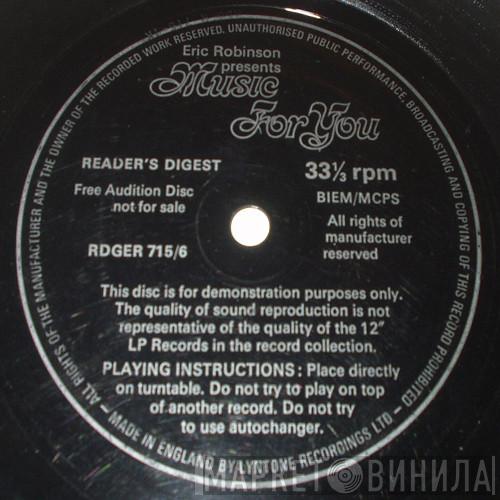 ALL RIGHTS OF THE MANUFACTURER AND THE OWNER OF THE RECORDED WORK RESERVED. UNAUTHORISED PUBLIC PERFORMANCE, BROADCASTING AND COPYING OF THIS RECORD PROHIBITED
Eric Robinson
presents
Music
For You
READER'S DIGEST
Free Audition Disc
not for sale
RDGER 715/6
33⅓ rpm
BIEM/MCPS
All rights of
manufacturer
reserved
This disc is for demonstration purposes only.
The quality of sound reproduction is not
representative of the quality of the 12"
LP Records in the record collection.
PLAYING INSTRUCTIONS: Place directly
on turntable. Do not try to play on top
of another record. Do not try
to use autochanger.
– MADE IN ENGLAND BY LYNTONE RECORDINGS LTD –
МАРКЕТ ВИНИЛА